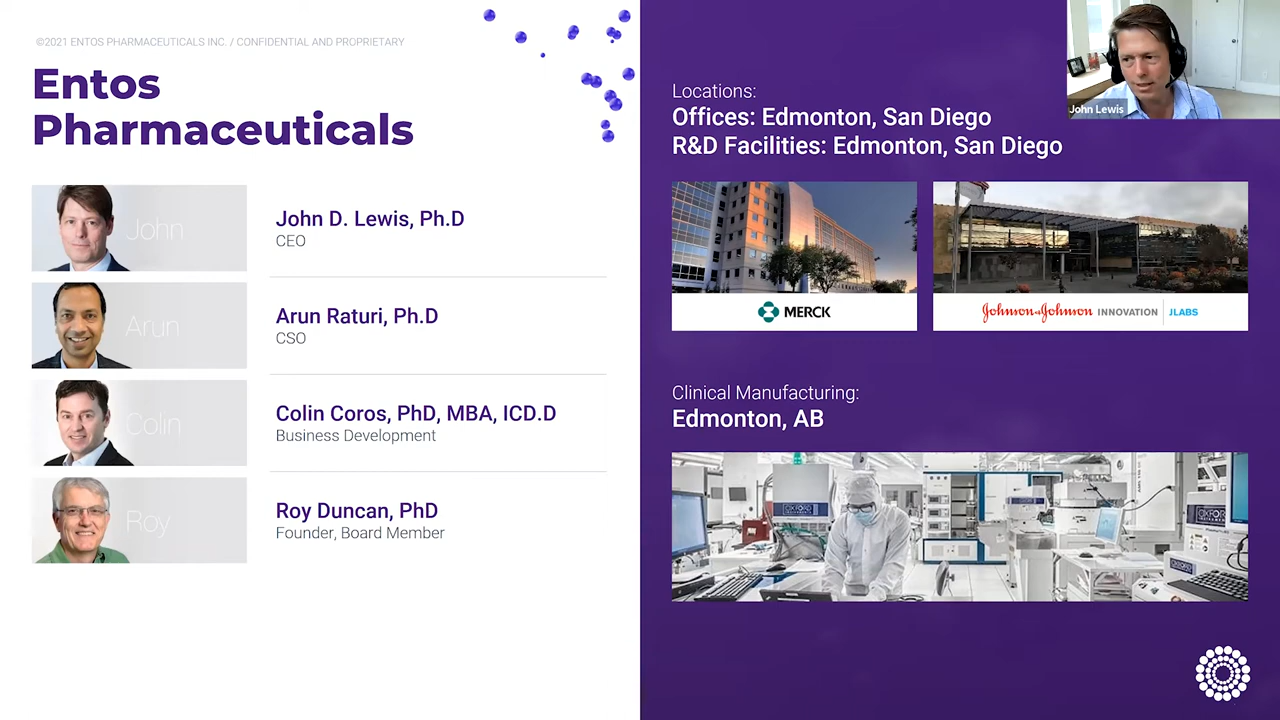 ©2021 ENTOS PHARMACEUTICALS INC. / CONFIDENTIAL AND PROPRIETARY
Entos
Pharmaceuticals
John
John D. Lewis, Ph.D
CEO
Arun
Arun Raturi, Ph.D
CSO
Colin
Colin Coros, PhD, MBA, ICD.D
Business Development
Roy
Roy Duncan, PhD
Founder, Board Member
John Lewis
Locations:
Offices: Edmonton, San Diego
R&D Facilities: Edmonton, San Diego
MERCK
Johnson & Johnson INNOVATION JLABS
Clinical Manufacturing:
Edmonton, AB
OXFORD
OXFORD